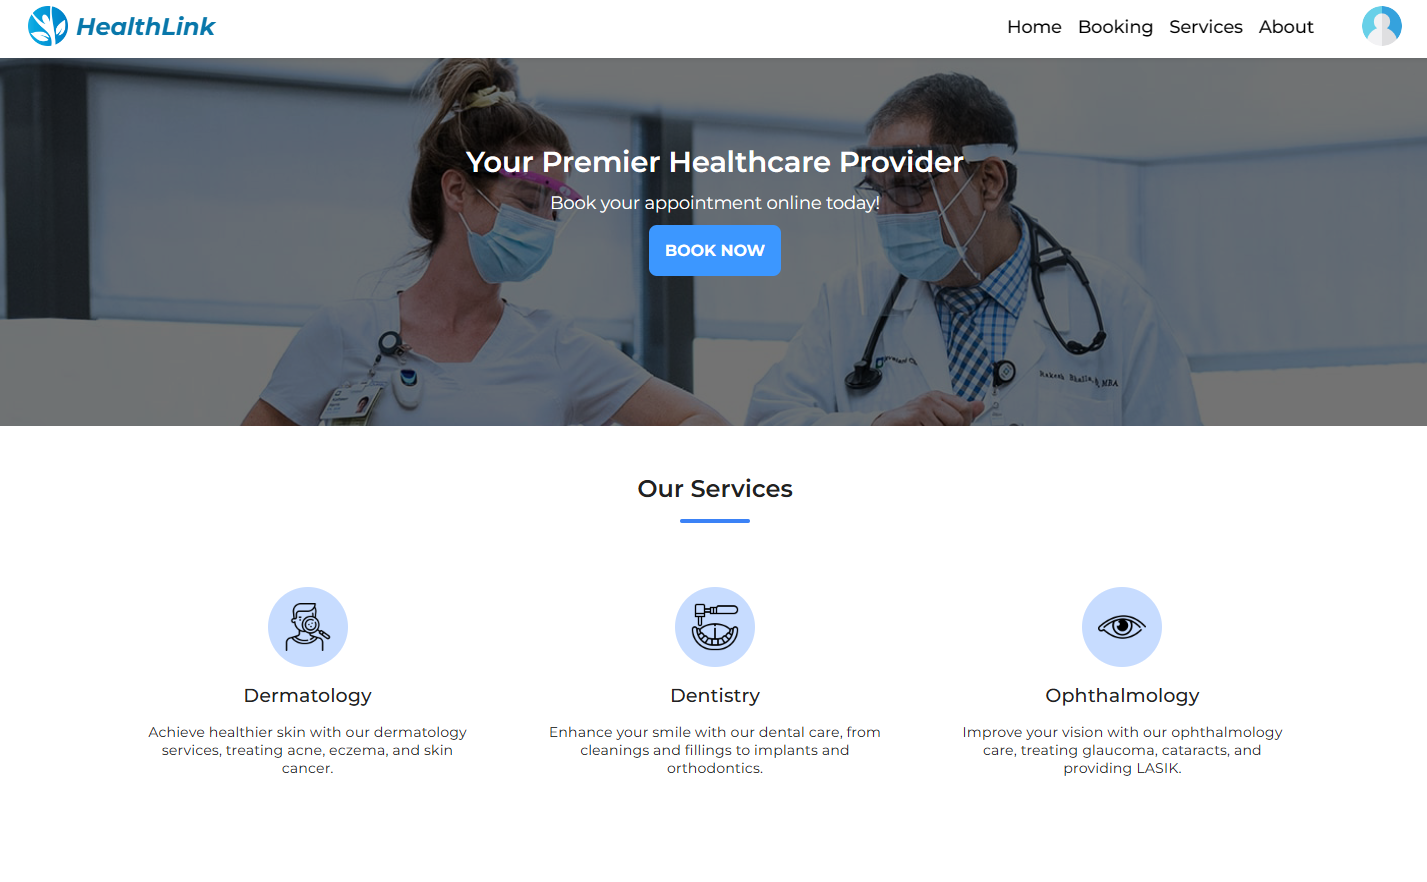 HealthLink
Home Booking Services About
Your Premier Healthcare Provider
Book your appointment online today!
BOOK NOW
Our Services
Dermatology
Achieve healthier skin with our dermatology
services, treating acne, eczema, and skin
cancer.
Dentistry
Enhance your smile with our dental care, from
cleanings and fillings to implants and
orthodontics.
Ophthalmology
Improve your vision with our ophthalmology
care, treating glaucoma, cataracts, and
providing LASIK.